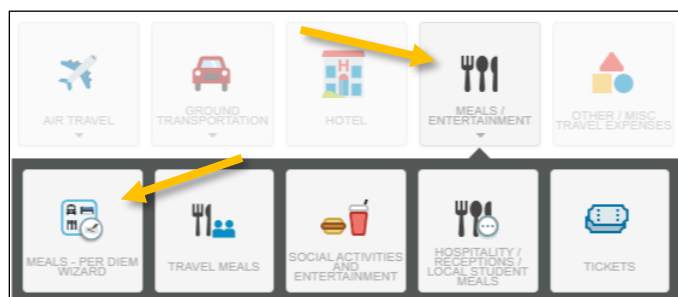 H
AIR TRAVEL
GROUND
TRANSPORTATION
HOTEL
MEALS /
ENTERTAINMENT
OTHER / MISC
TRAVEL EXPENSES
MEALS - PER DIEM
WIZARD
TRAVEL MEALS
SOCIAL ACTIVITIES
AND
ENTERTAINMENT
HOSPITALITY /
RECEPTIONS /
LOCAL STUDENT
MEALS
TICKETS